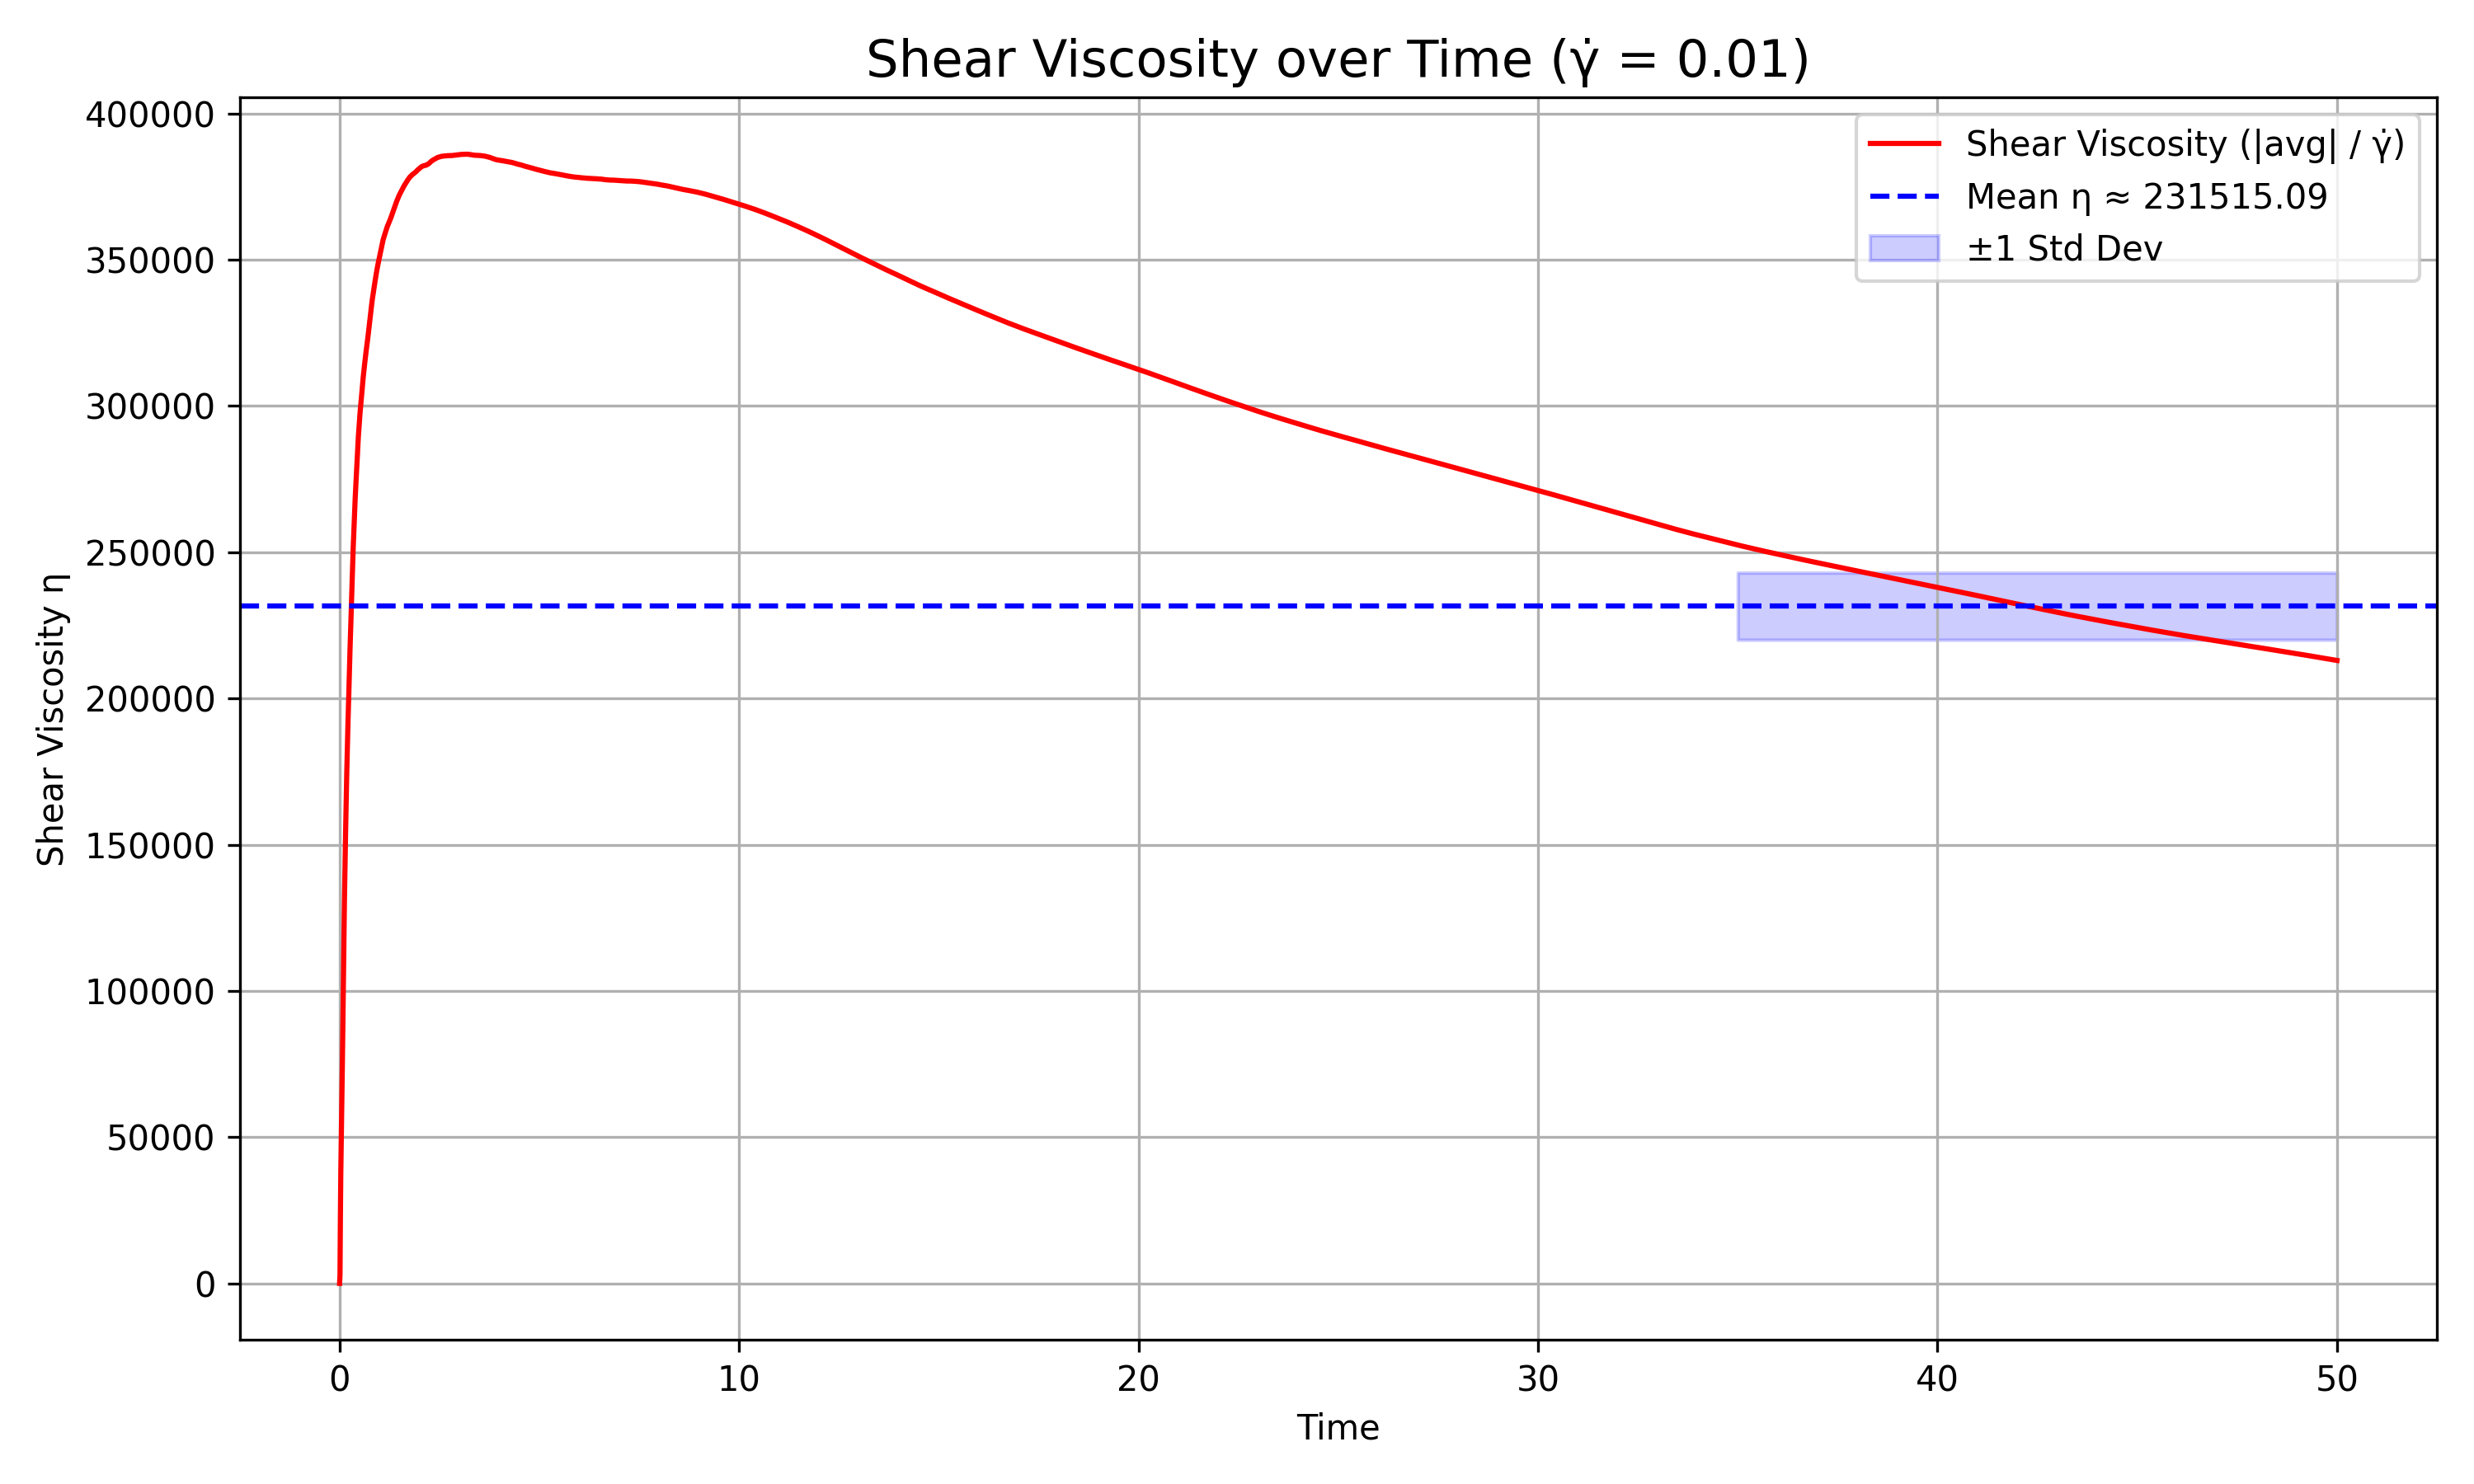 Shear Viscosity over Time (γ̇ = 0.01)
Shear Viscosity (|avg| / γ̇)
Mean η ≈ 231515.09
±1 Std Dev
Shear Viscosity η
400000
350000
300000
250000
200000
150000
100000
50000
0
0 10 20 30 40 50
Time